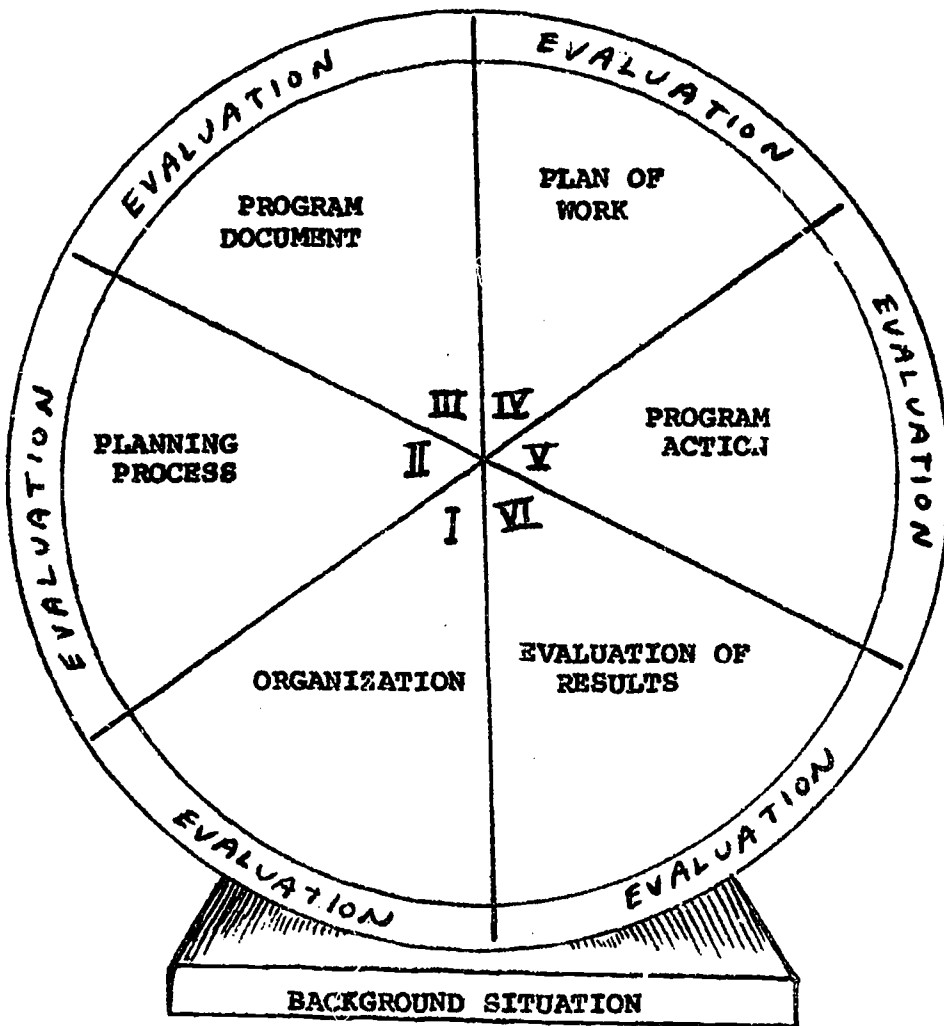 EVALUATION
EVALUATION
PROGRAM
DOCUMENT
PLAN OF
WORK
EVALUATION
EVALUATION
PLANNING
PROCESS
III
IV
II
V
I
VI
PROGRAM
ACTION
ORGANIZATION
EVALUATION OF
RESULTS
EVALUATION
EVALUATION
BACKGROUND SITUATION